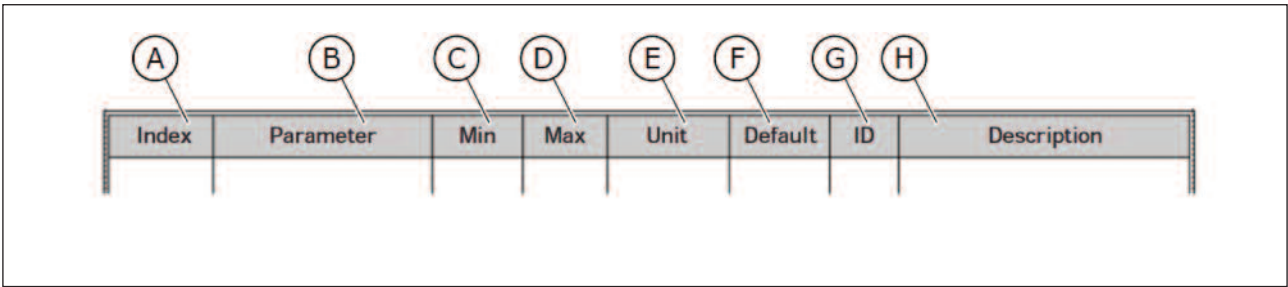 A B C D E F G H
Index Parameter Min Max Unit Default ID Description